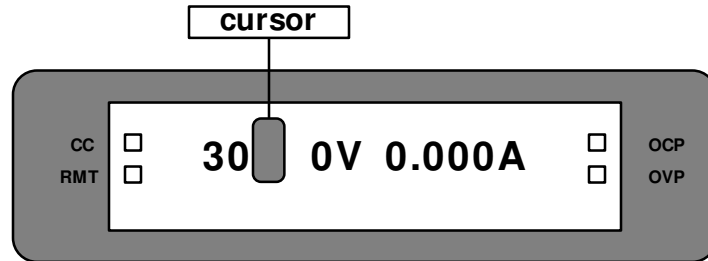 cursor
CC
30 0V 0.000A
OCP
RMT
OVP